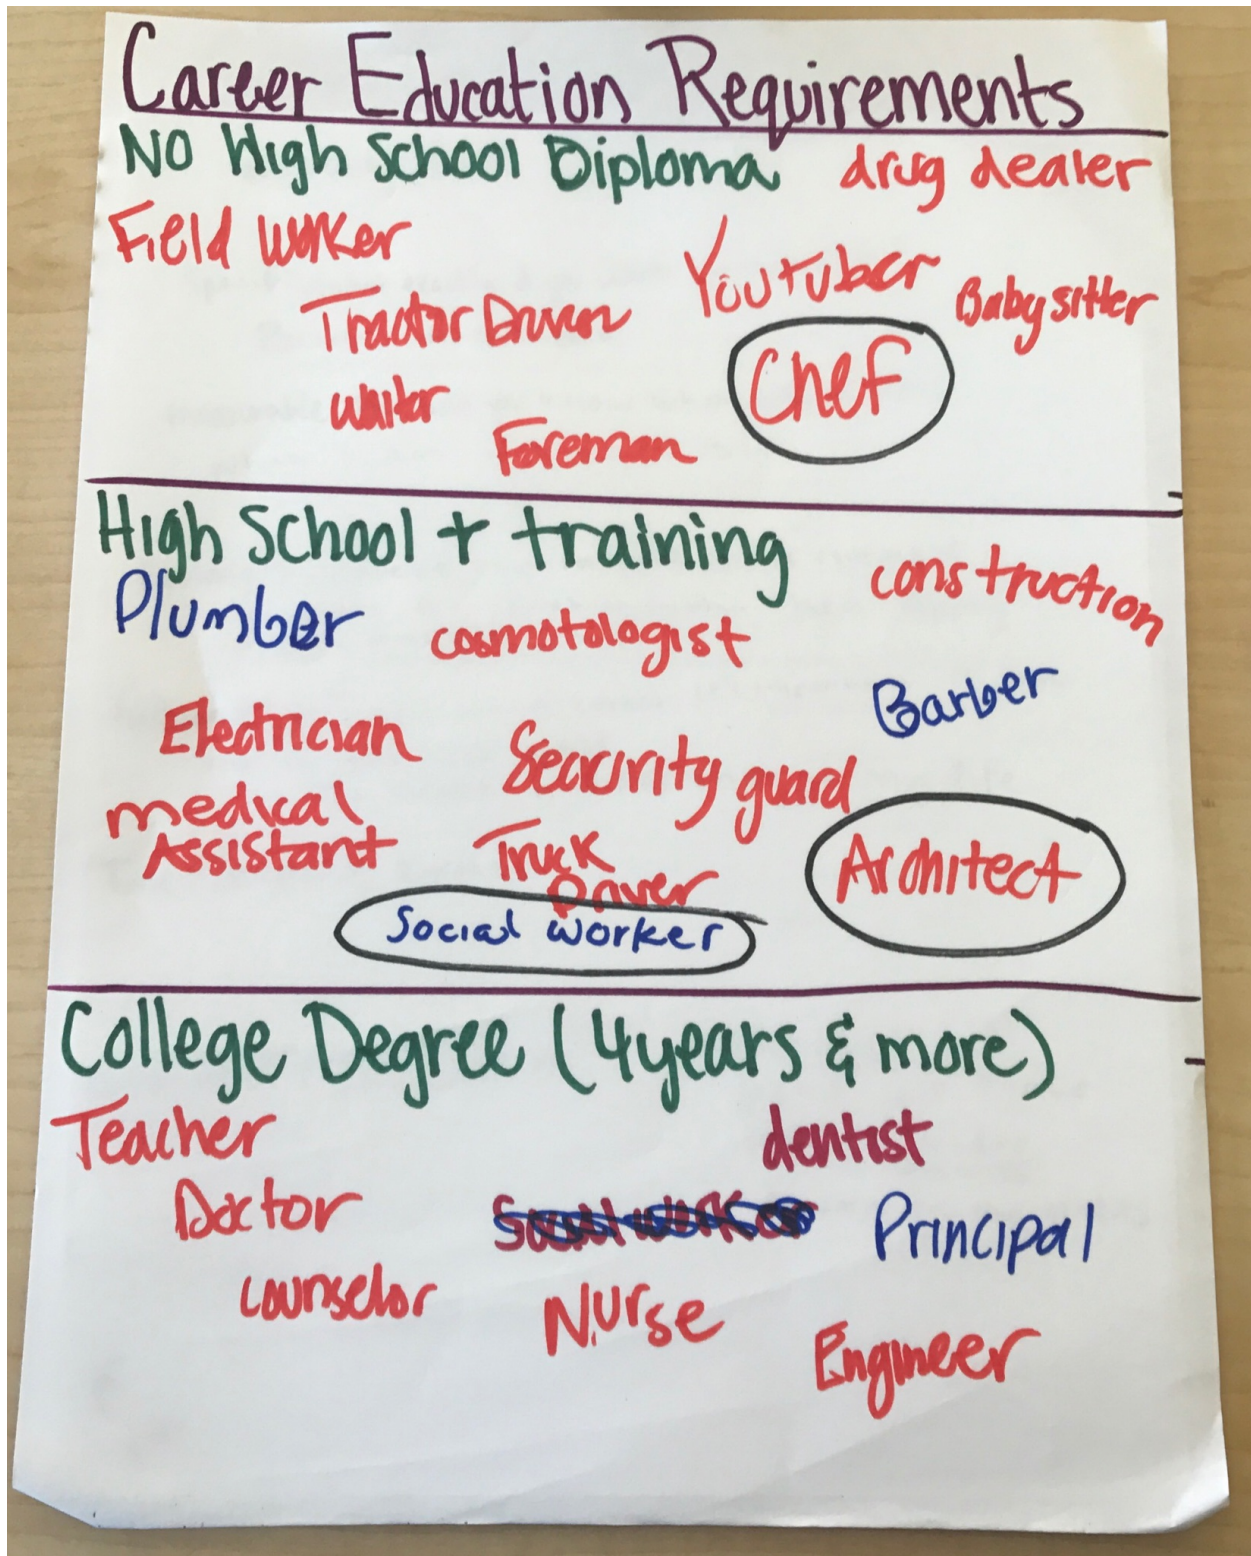 Career Education Requirements
No High School Diploma
drug dealer
Field Worker
Youtuber
Babysitter
Tractor Driver
Chef
Waiter
Foreman
High School + training
construction
Plumber
cosmotologist
Barber
Electrician
Seacurity guard
medical
Assistant
Truck
Driver
Architect
Social worker
College Degree (4years & more)
Teacher
dentist
Doctor
Principal
Counselor
Nurse
Engineer